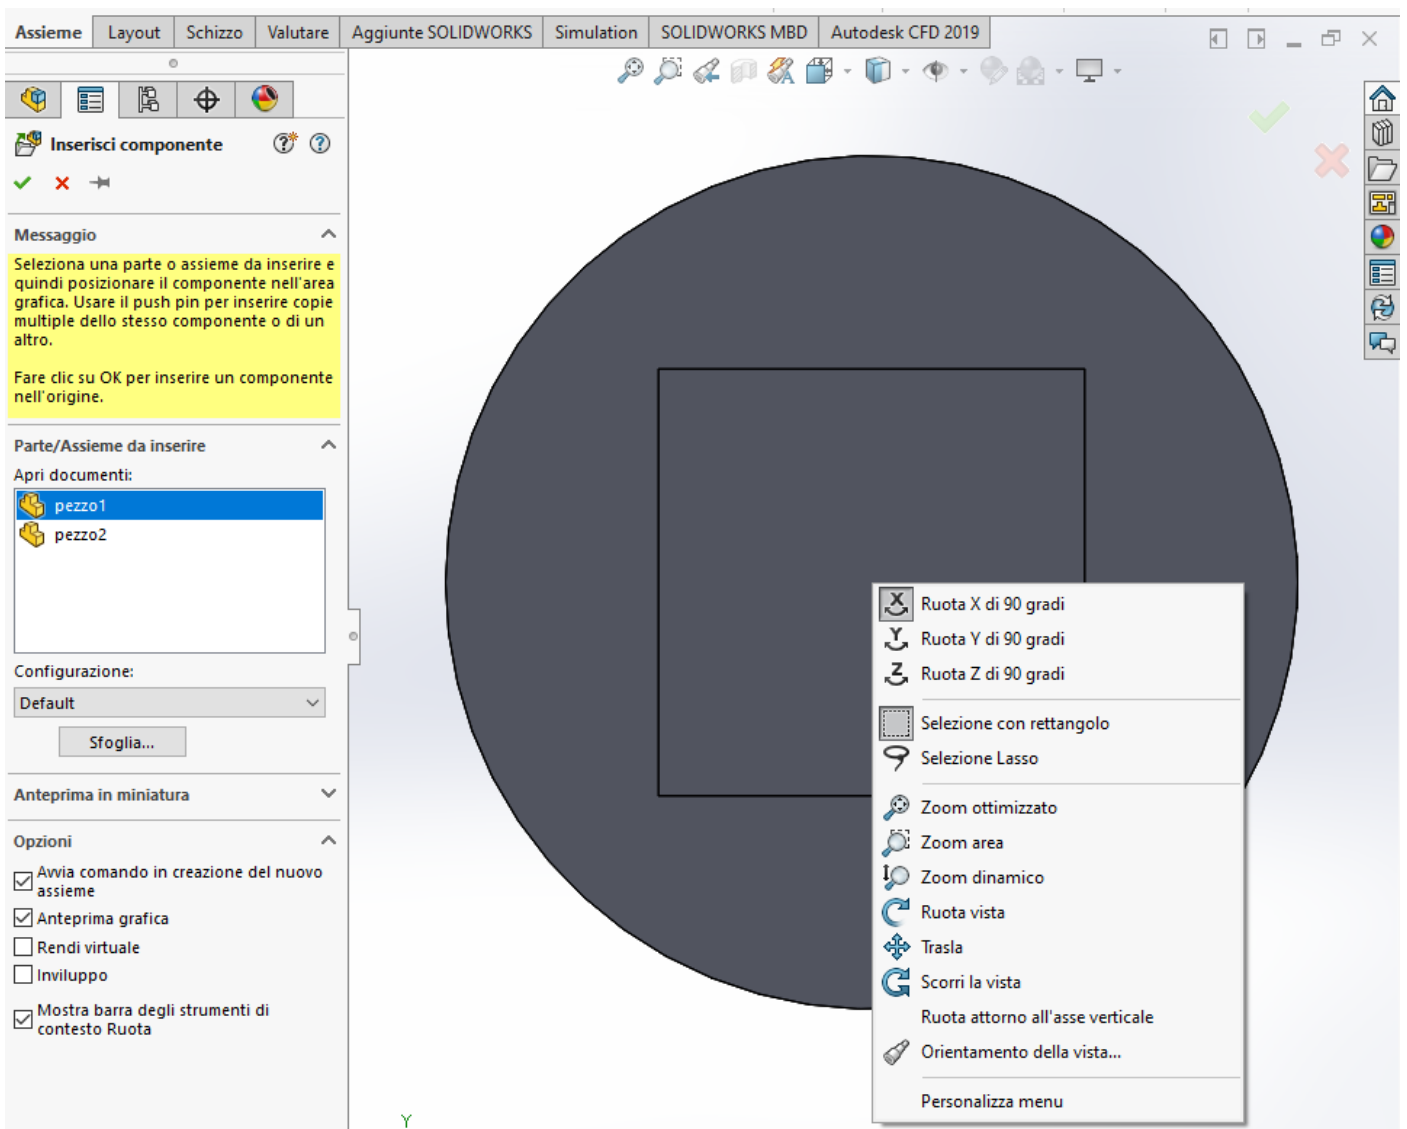 Assieme Layout Schizzo Valutare Aggiunte SOLIDWORKS Simulation SOLIDWORKS MBD Autodesk CFD 2019
Inserisci componente
Messaggio
Seleziona una parte o assieme da inserire e
quindi posizionare il componente nell'area
grafica. Usare il push pin per inserire copie
multiple dello stesso componente o di un
altro.
Fare clic su OK per inserire un componente
nell'origine.
Parte/Assieme da inserire
Apri documenti:
pezzo1
pezzo2
Configurazione:
Default
Sfoglia...
Anteprima in miniatura
Opzioni
Avvia comando in creazione del nuovo
assieme
Anteprima grafica
Rendi virtuale
Inviluppo
Mostra barra degli strumenti di
contesto Ruota
X Ruota X di 90 gradi
Y Ruota Y di 90 gradi
Z Ruota Z di 90 gradi
Selezione con rettangolo
Selezione Lasso
Zoom ottimizzato
Zoom area
Zoom dinamico
Ruota vista
Trasla
Scorri la vista
Ruota attorno all'asse verticale
Orientamento della vista...
Personalizza menu
Y